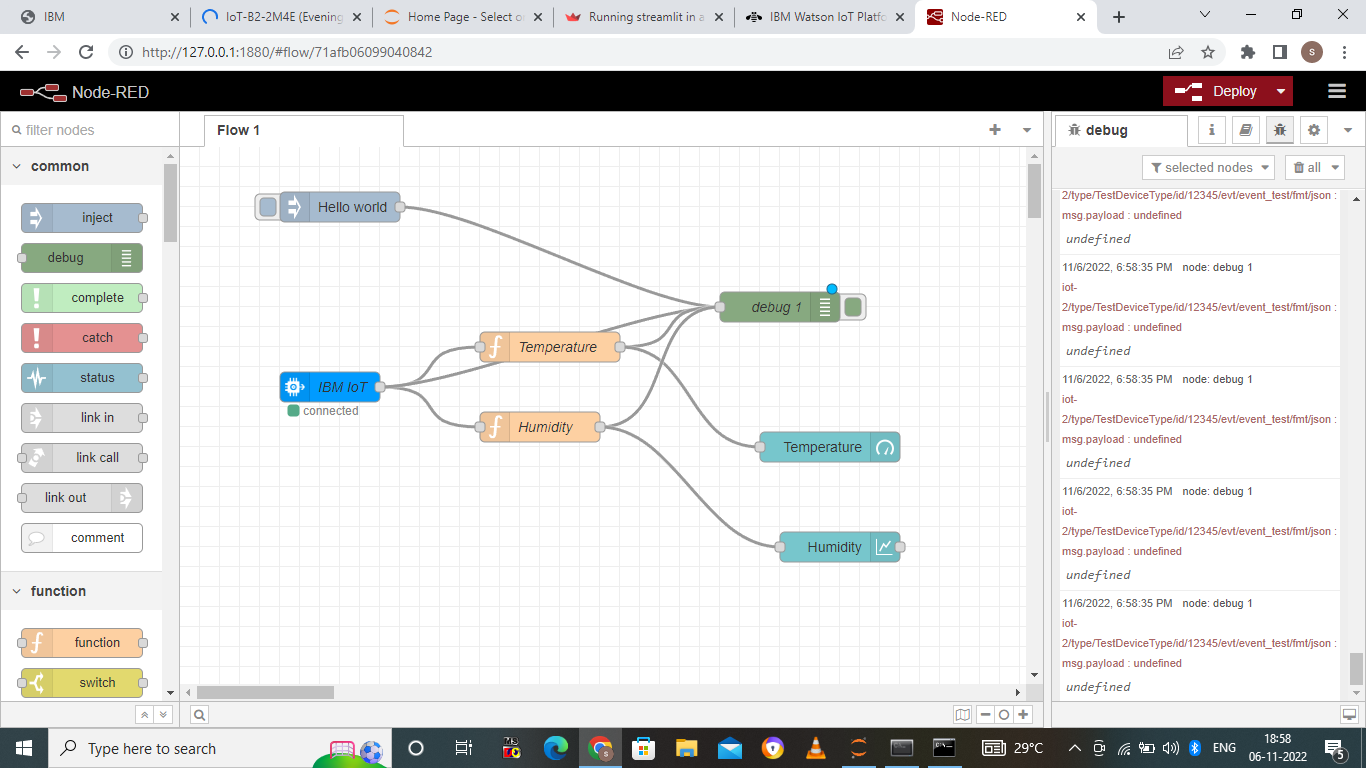 IBM
IoT-B2-2M4E (Evening
Home Page - Select o
Running streamlit in a
IBM Watson IoT Platfo
Node-RED
http://127.0.0.1:1880/#flow/71afb06099040842
S
Node-RED
Deploy
filter nodes
Flow 1
debug
i
common
selected nodes
all
inject
debug
complete
catch
status
link in
link call
link out
comment
function
function
switch
Hello world
debug 1
Temperature
IBM IoT
connected
Humidity
Temperature
Humidity
2/type/TestDeviceType/id/12345/evt/event_test/fmt/json :
msg.payload : undefined
undefined
11/6/2022, 6:58:35 PM node: debug 1
iot-
2/type/TestDeviceType/id/12345/evt/event_test/fmt/json :
msg.payload : undefined
undefined
11/6/2022, 6:58:35 PM node: debug 1
iot-
2/type/TestDeviceType/id/12345/evt/event_test/fmt/json :
msg.payload : undefined
undefined
11/6/2022, 6:58:35 PM node: debug 1
iot-
2/type/TestDeviceType/id/12345/evt/event_test/fmt/json :
msg.payload : undefined
undefined
11/6/2022, 6:58:35 PM node: debug 1
iot-
2/type/TestDeviceType/id/12345/evt/event_test/fmt/json :
msg.payload : undefined
undefined
Type here to search
29°C
ENG
18:58
06-11-2022
5